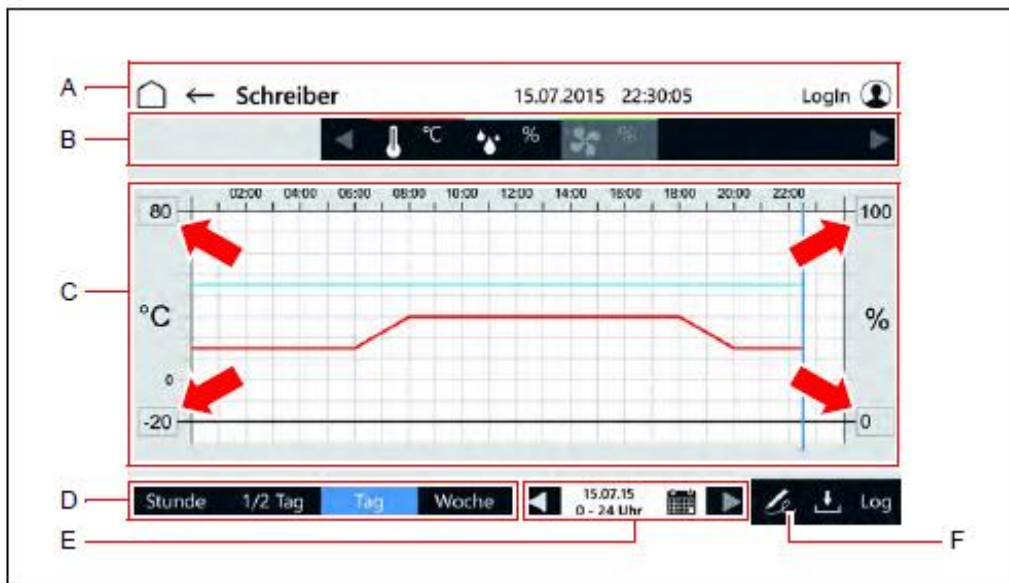 A
Schreiber 15.07.2015 22:30:05 LogIn
B
°C % %
C
02:00 04:00 06:00 08:00 10:00 12:00 14:00 16:00 18:00 20:00 22:00
80 100
°C %
0
-20 0
D
Stunde 1/2 Tag Tag Woche
15.07.15
0 - 24 Uhr
Log
E
F